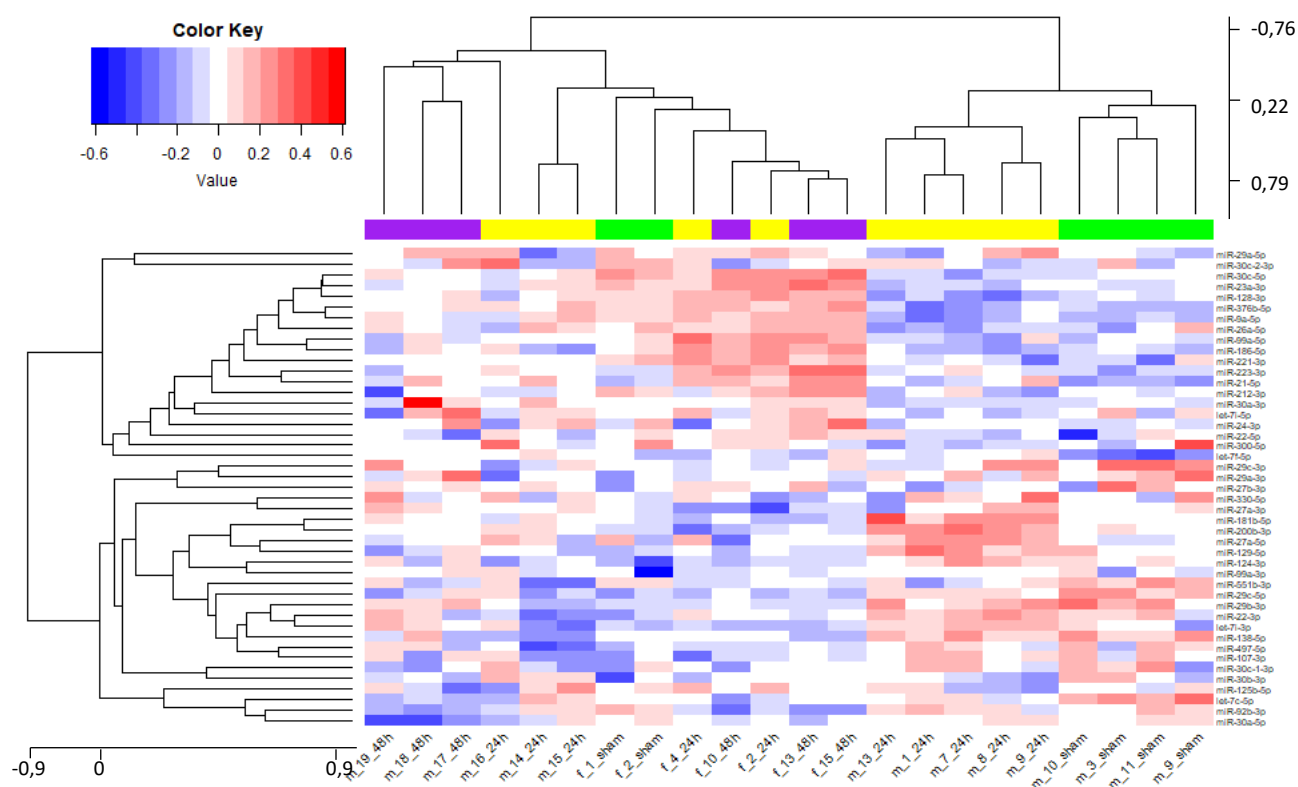 Color Key
-0.6 -0.2 0 0.2 0.4 0.6
Value
-0,76
0,22
0,79
miR-29a-5p
miR-30c-2-3p
miR-30c-5p
miR-23a-3p
miR-128-3p
miR-376b-5p
miR-9a-5p
miR-26a-5p
miR-99a-5p
miR-186-5p
miR-221-3p
miR-223-3p
miR-21-5p
miR-212-3p
miR-30a-3p
let-7i-5p
miR-24-3p
miR-22-5p
miR-300-5p
let-7f-5p
miR-29c-3p
miR-29a-3p
miR-27b-3p
miR-330-5p
miR-27a-3p
miR-181b-5p
miR-200b-3p
miR-27a-5p
miR-129-5p
miR-124-3p
miR-99a-3p
miR-551b-3p
miR-29c-5p
miR-29b-3p
miR-22-3p
let-7i-3p
miR-138-5p
miR-497-5p
miR-107-3p
miR-30c-1-3p
miR-30b-3p
miR-125b-5p
let-7c-5p
miR-92b-3p
miR-30a-5p
-0,9 0 0,9
m_19_48h
m_18_48h
m_17_48h
m_16_24h
m_14_24h
m_15_24h
f_1_sham
f_2_sham
f_4_24h
f_10_48h
f_2_24h
f_13_48h
f_15_48h
m_13_24h
m_1_24h
m_7_24h
m_8_24h
m_9_24h
m_10_sham
m_3_sham
m_11_sham
m_9_sham